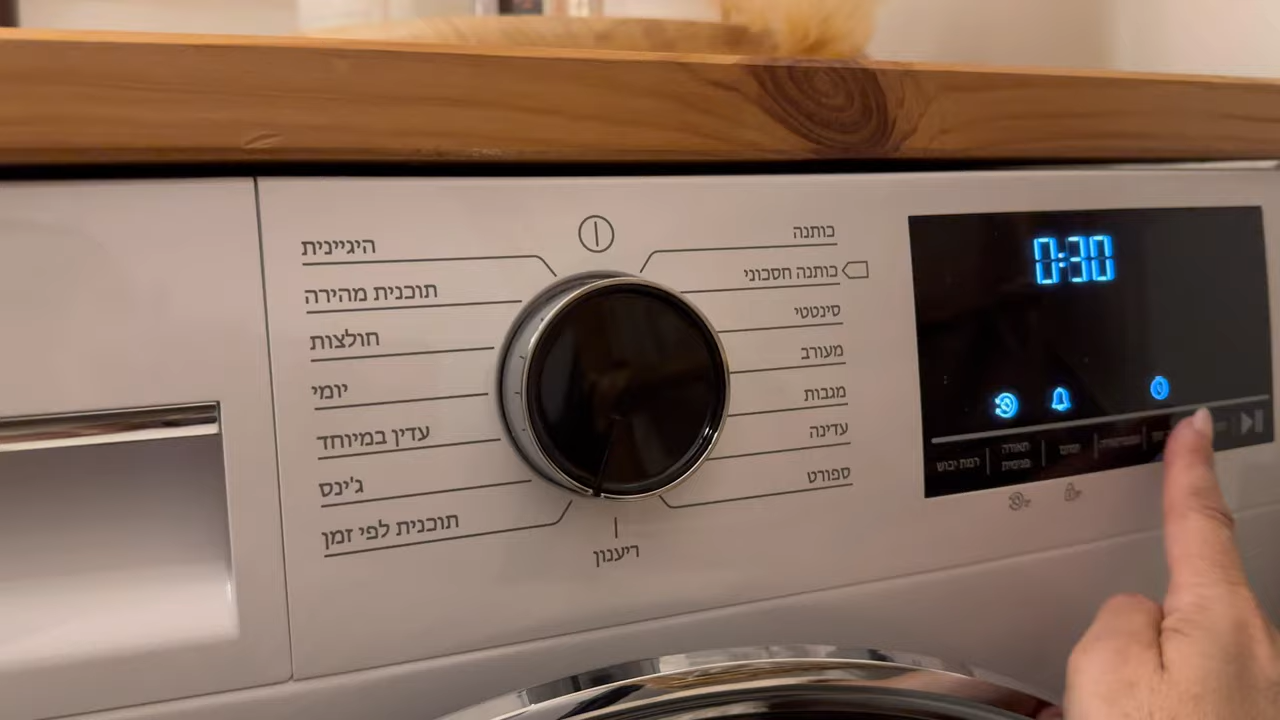 היגיינית
תוכנית מהירה
חולצות
יומי
עדין במיוחד
ג'ינס
תוכנית לפי זמן
ריענון
כותנה
כותנה חסכוני
סינטטי
מעורב
מגבות
עדינה
ספורט
0:30
רמת יבוש
תאורה
פנימית
זמזם